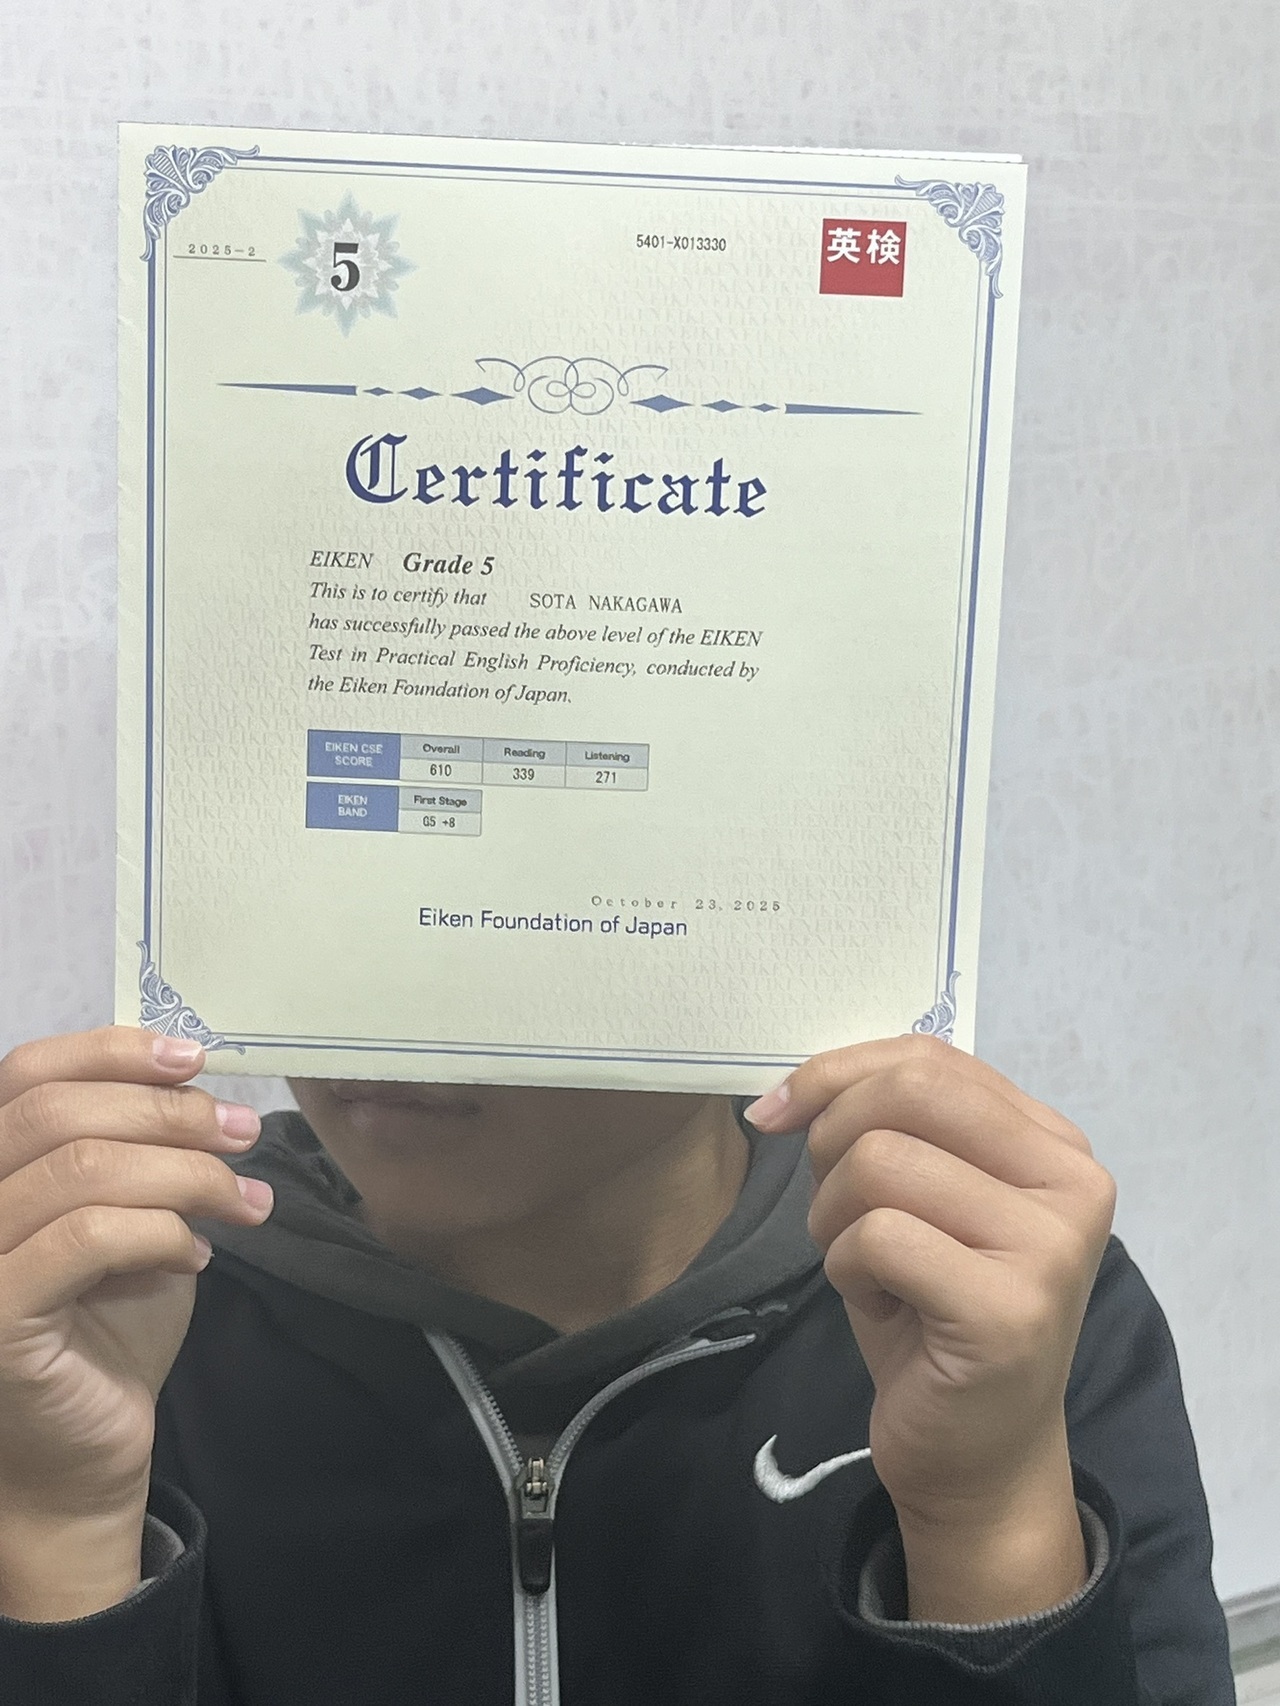 2025-2
5
5401-X013330
英検
Certificate
EIKEN Grade 5
This is to certify that SOTA NAKAGAWA
has successfully passed the above level of the EIKEN
Test in Practical English Proficiency, conducted by
the Eiken Foundation of Japan.
EIKEN CSE SCORE
Overall Reading Listening
610 339 271
EIKEN BAND
First Stage
G5 +8
October 23, 2025
Eiken Foundation of Japan